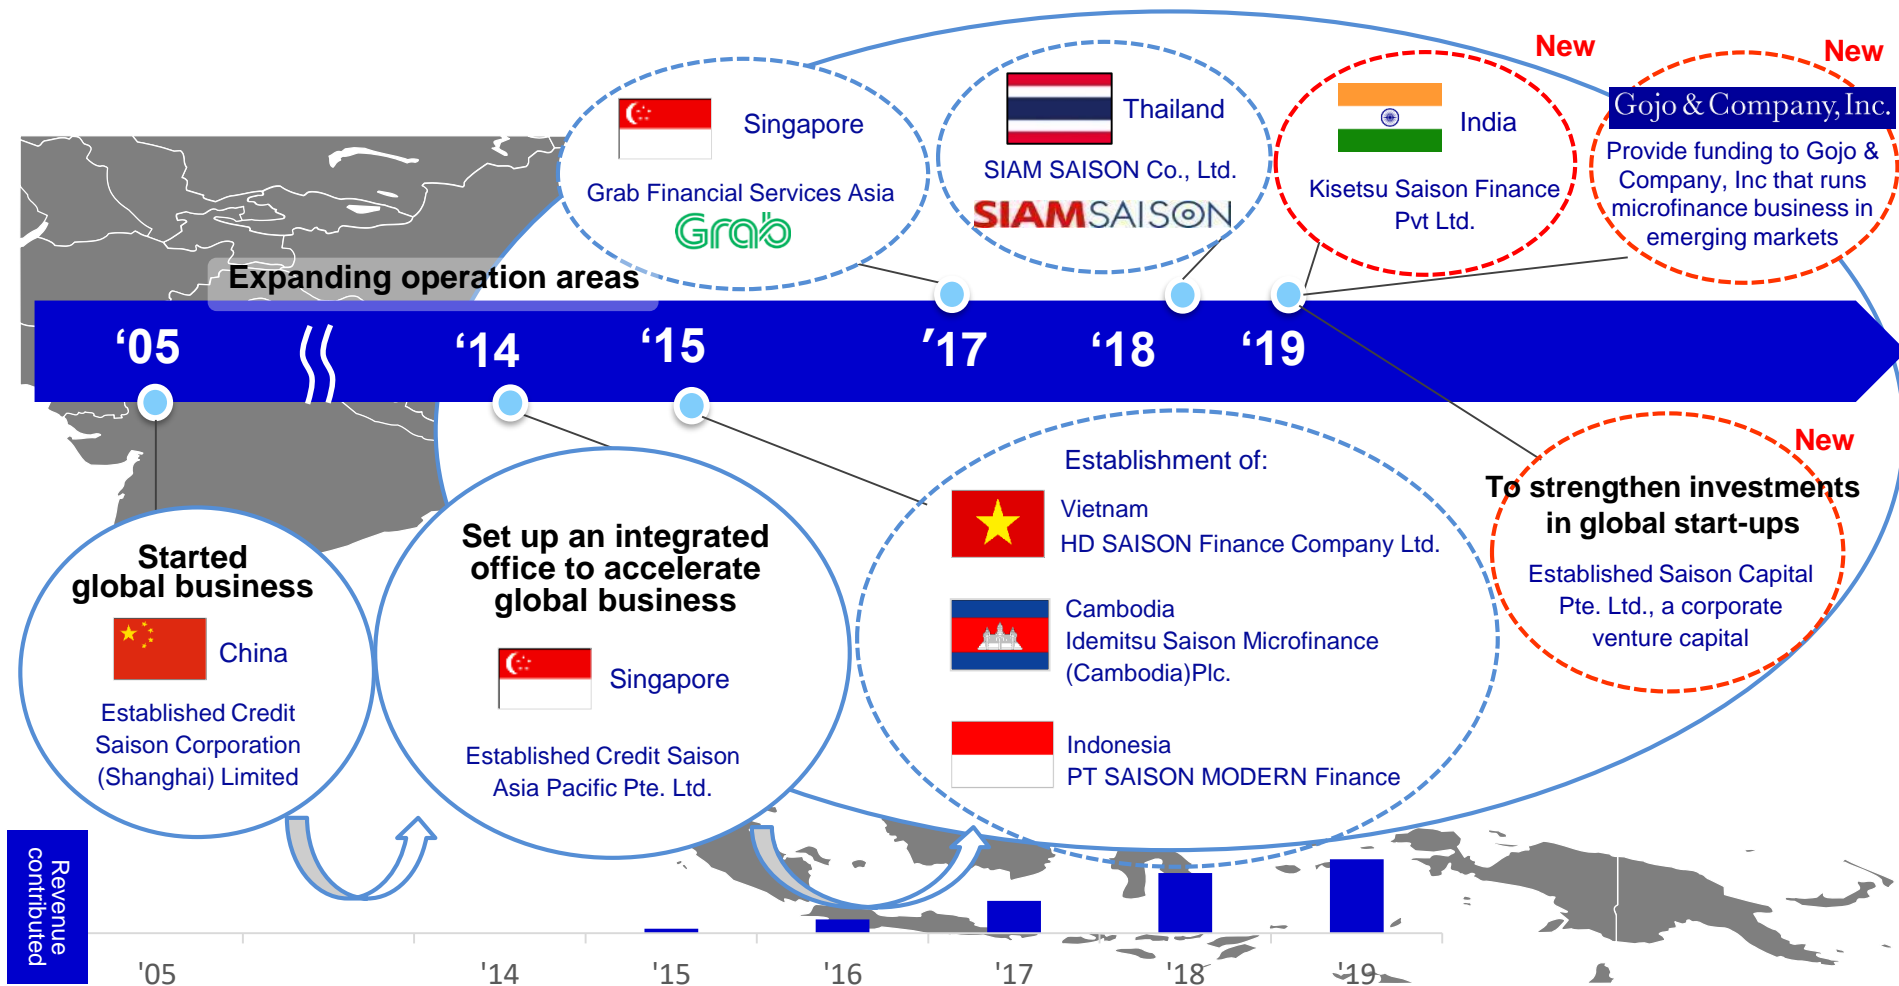 New
New
Singapore
Grab Financial Services Asia
Grab
Thailand
SIAM SAISON Co., Ltd.
SIAMSAISON
India
Kisetsu Saison Finance
Pvt Ltd.
Gojo & Company, Inc.
Provide funding to Gojo &
Company, Inc that runs
microfinance business in
emerging markets
Expanding operation areas
‘05
‘14
‘15
’17
‘18
‘19
Started
global business
China
Established Credit
Saison Corporation
(Shanghai) Limited
Set up an integrated
office to accelerate
global business
Singapore
Established Credit Saison
Asia Pacific Pte. Ltd.
Establishment of:
Vietnam
HD SAISON Finance Company Ltd.
Cambodia
Idemitsu Saison Microfinance
(Cambodia)Plc.
Indonesia
PT SAISON MODERN Finance
New
To strengthen investments
in global start-ups
Established Saison Capital
Pte. Ltd., a corporate
venture capital
Revenue
contributed
'05
'14
'15
'16
'17
'18
'19